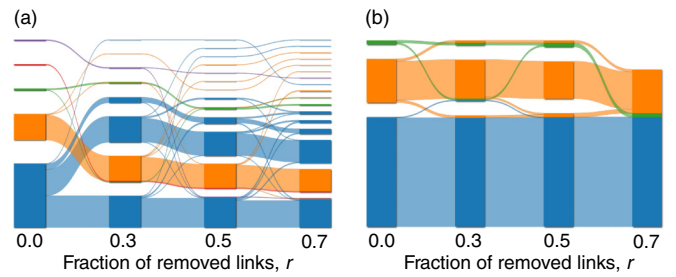 (a)
(b)
0.0 0.3 0.5 0.7
0.0 0.3 0.5 0.7
Fraction of removed links, r
Fraction of removed links, r